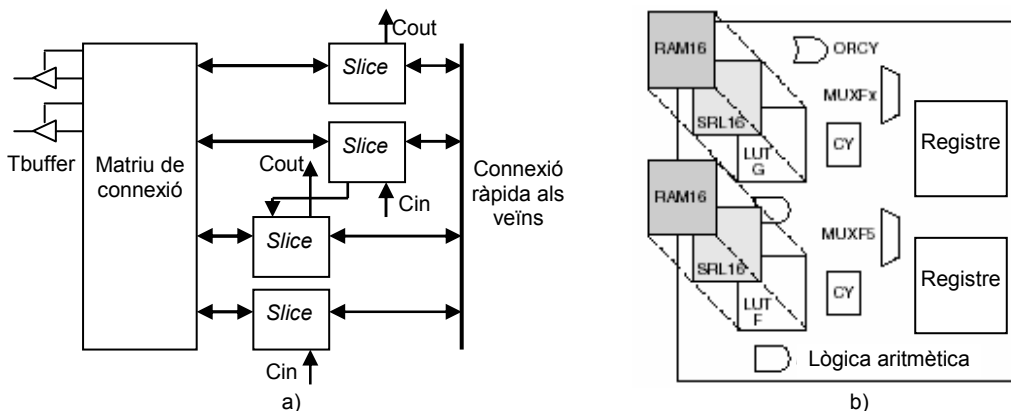 Cout
Slice
Tbuffer
Matriu de
connexió
Slice
Cout
Cin
Slice
Slice
Cin
Connexió
ràpida als
veïns
a)
RAM16
ORCY
SRL16
MUXFx
LUT
G
CY
Registre
RAM16
SRL16
MUXF5
LUT
F
CY
Registre
Lògica aritmètica
b)